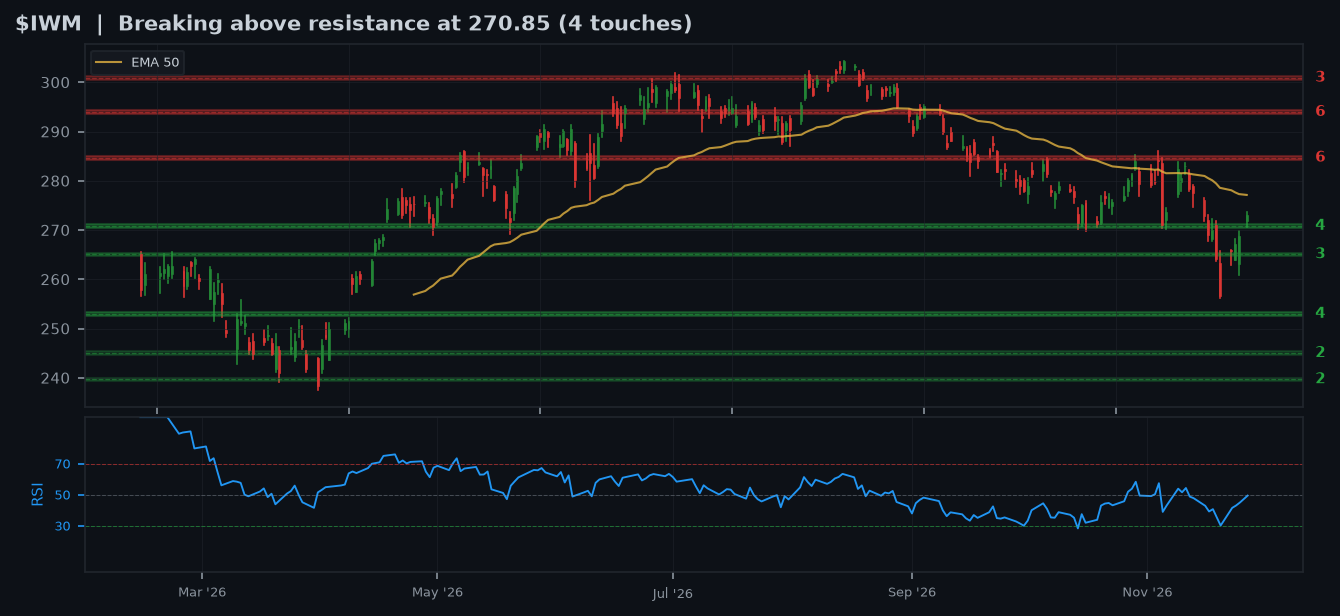 $IWM | Breaking above resistance at 270.85 (4 touches)
EMA 50
300
290
280
270
260
250
240
3
6
6
4
3
4
2
2
RSI
70
50
30
Mar '26
May '26
Jul '26
Sep '26
Nov '26